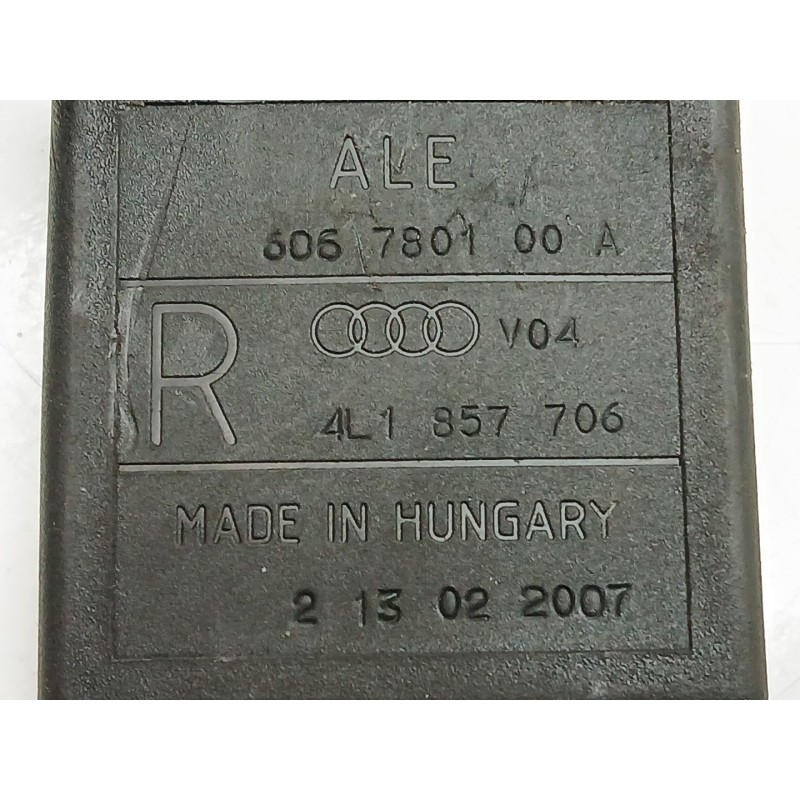 ALE
606 7801 00 A
R V04
4L1 857 706
MADE IN HUNGARY
2 13 02 2007